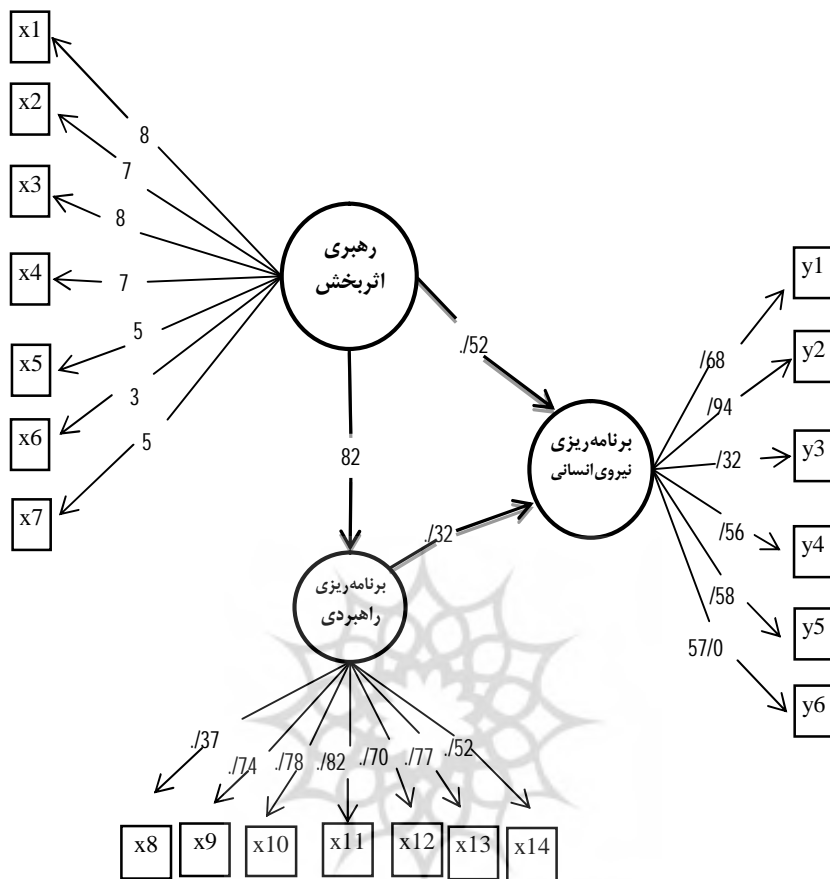 x1
x2
x3
x4
x5
x6
x7
8
7
8
7
5
3
5
رهبری
اثربخش
./52
82
./32
برنامه‌ریزی
نیروی‌انسانی
برنامه‌ریزی
راهبردی
/68
/94
/32
/56
/58
57/0
y1
y2
y3
y4
y5
y6
./37
./74
./78
./82
./70
./77
./52
x8
x9
x10
x11
x12
x13
x14